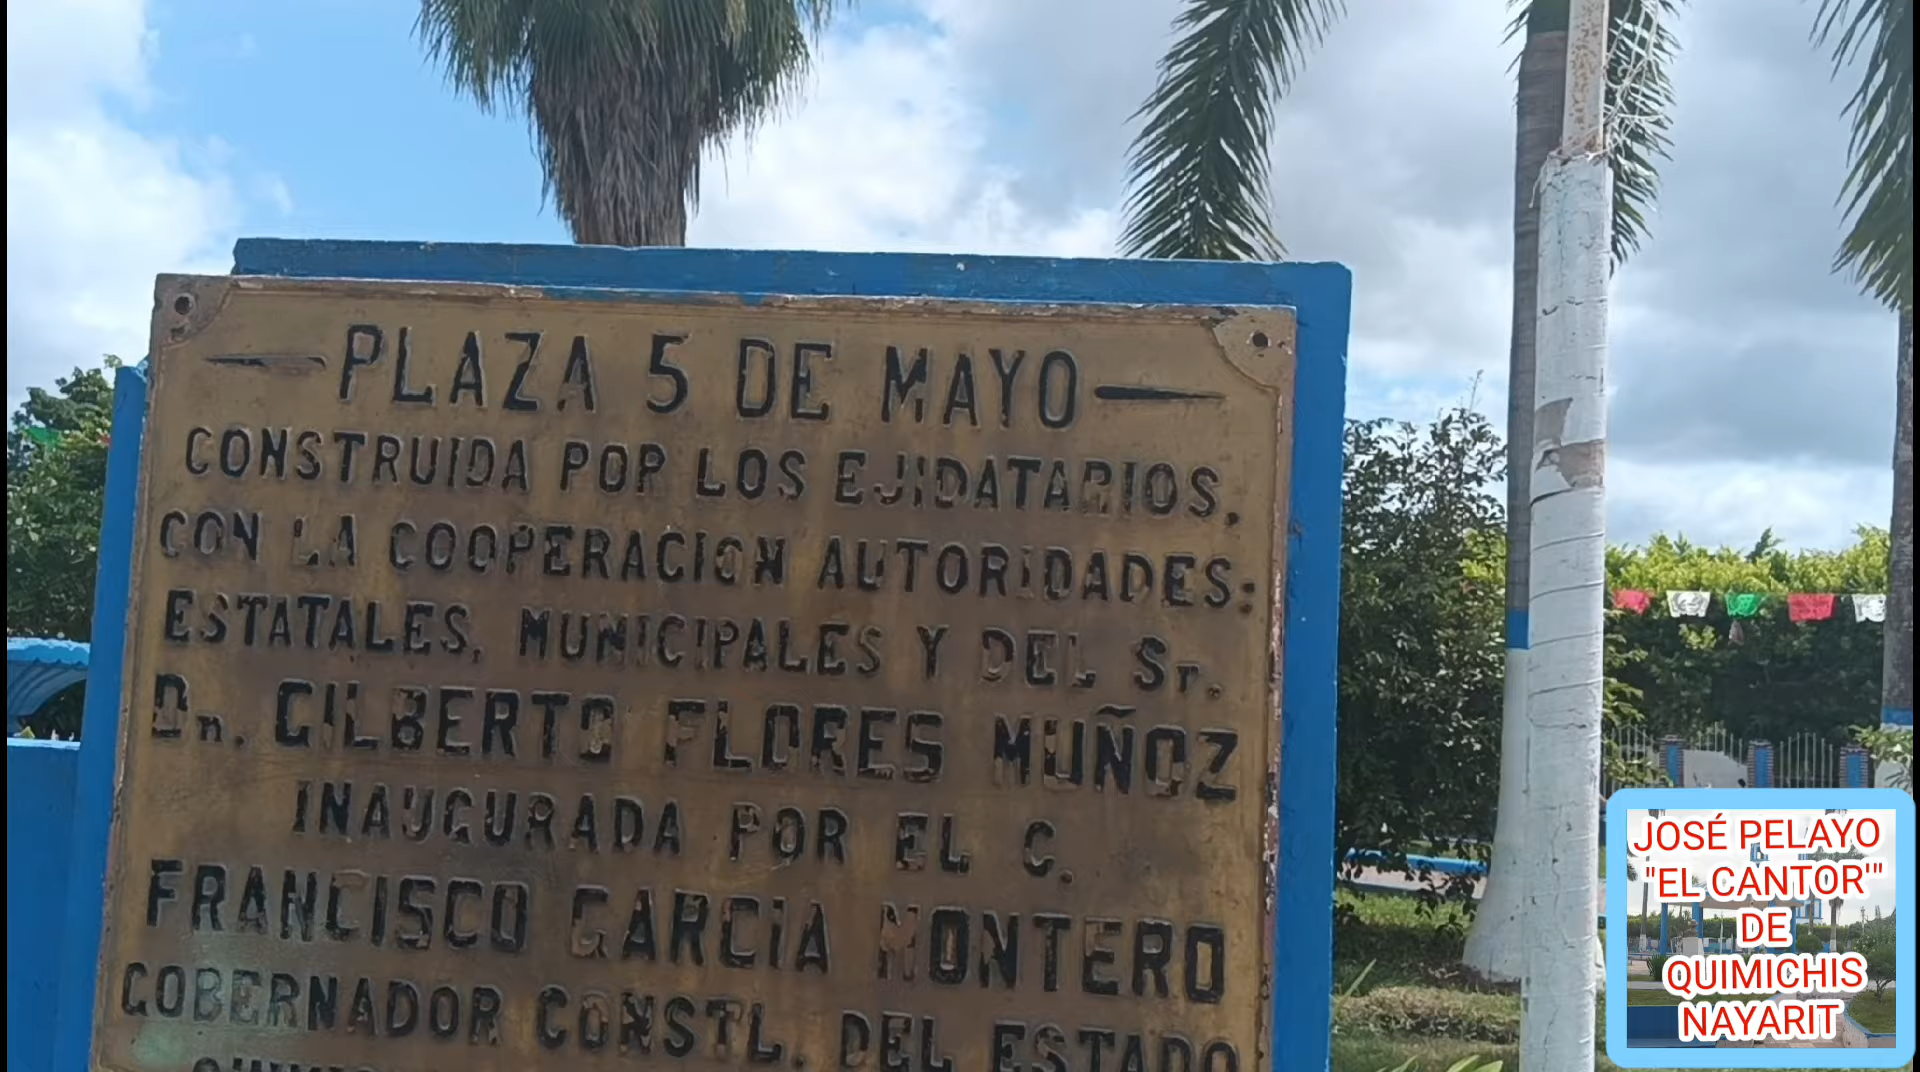 PLAZA 5 DE MAYO
CONSTRUIDA POR LOS EJIDATARIOS,
CON LA COOPERACION AUTORIDADES:
ESTATALES, MUNICIPALES Y DEL Sr.
Dn. GILBERTO FLORES MUÑOZ
INAUGURADA POR EL C.
FRANCISCO GARCIA MONTERO
GOBERNADOR CONSTL. DEL ESTADO
JOSÉ PELAYO
"EL CANTOR'"
DE
QUIMICHIS
NAYARIT